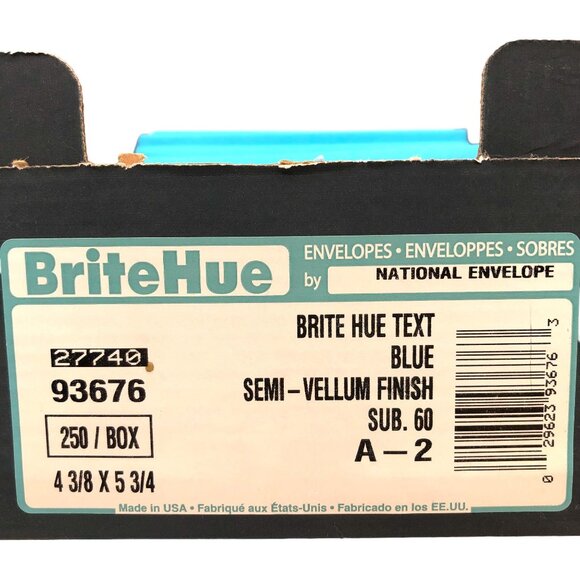 BriteHue
ENVELOPES • ENVELOPPES • SOBRES
by NATIONAL ENVELOPE
27740
93676
250 / BOX
4 3/8 X 5 3/4
BRITE HUE TEXT
BLUE
SEMI-VELLUM FINISH
SUB. 60
A-2
0 29623 93676 3
Made in USA • Fabriqué aux États-Unis • Fabricado en los EE.UU.